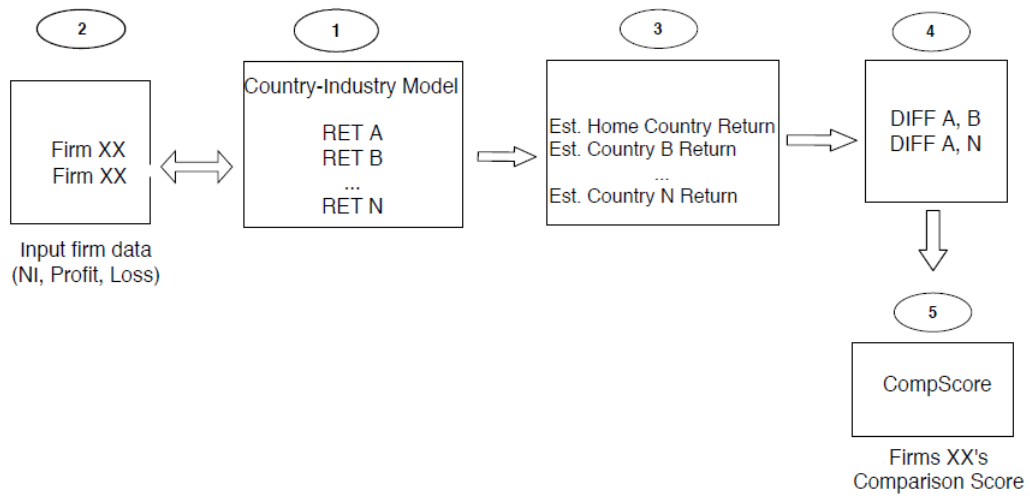 2
1
3
4
Firm XX
Firm XX
Input firm data
(NI, Profit, Loss)
Country-Industry Model
RET A
RET B
...
RET N
Est. Home Country Return
Est. Country B Return
...
Est. Country N Return
DIFF A, B
DIFF A, N
5
CompScore
Firms XX's
Comparison Score